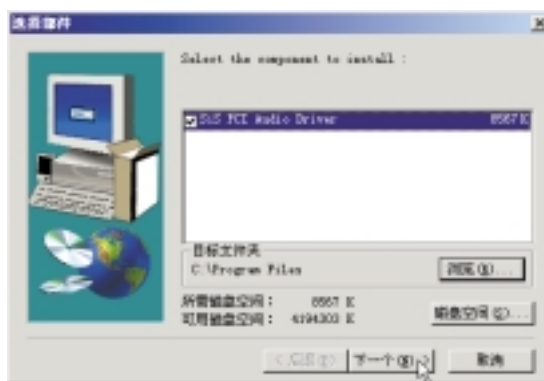 选择部件
Select the component to install :
SiS PCI Audio Driver 8567 K
目标文件夹
C:\Program Files
浏览(R)...
所需磁盘空间： 8567 K
可用磁盘空间： 4194303 K
磁盘空间(S)...
<后退(B) 下一个(N)> 取消